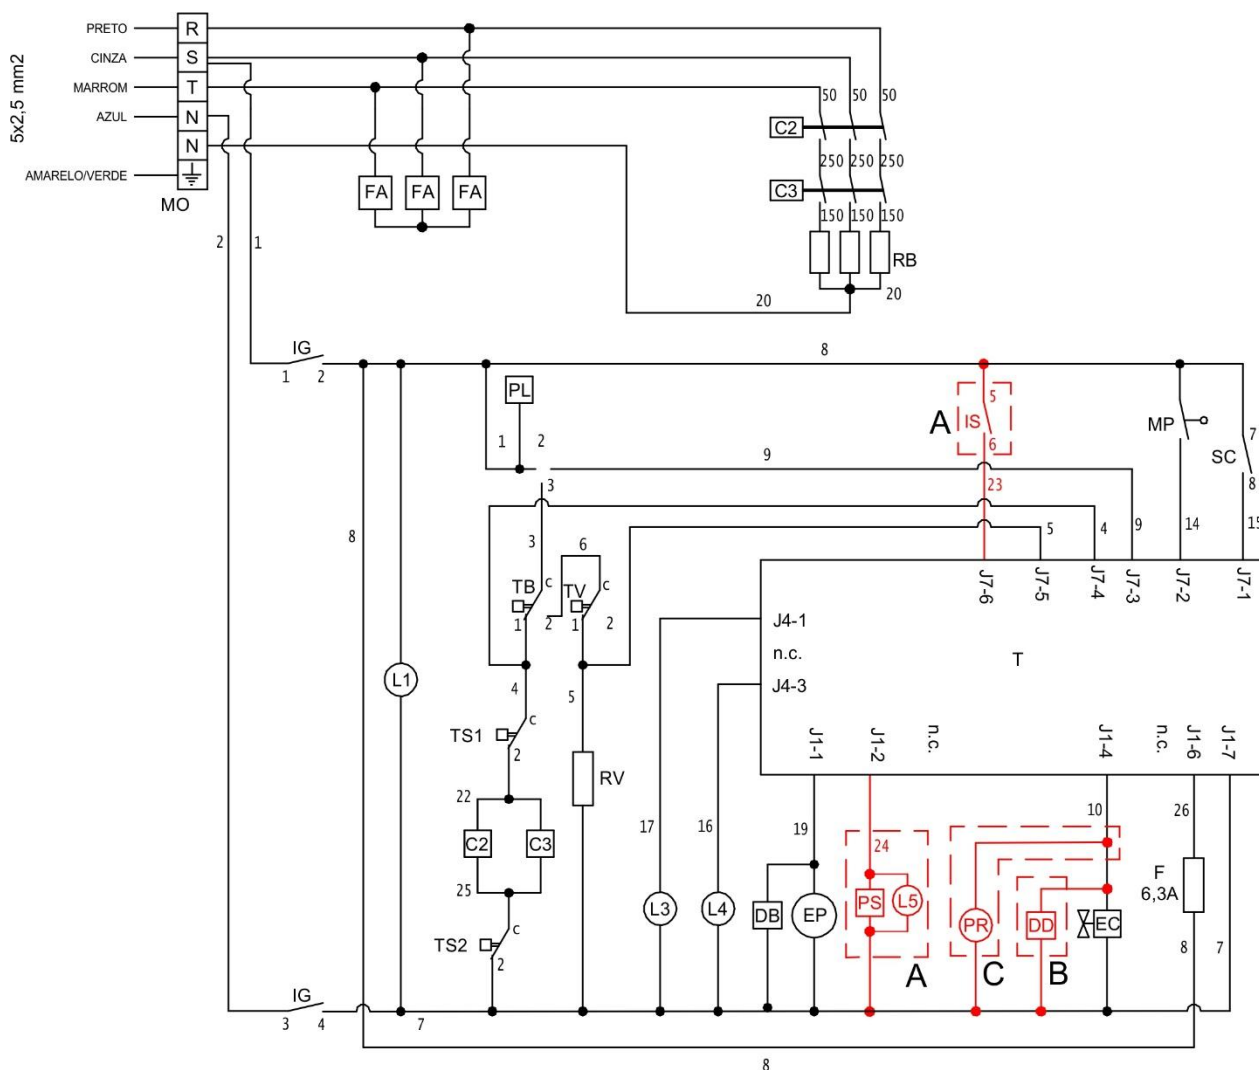 5x2,5 mm2
PRETO R
CINZA S
MARROM T
AZUL N
N
AMARELO/VERDE
MO
FA FA FA
50 50 50
C2
250 250 250
C3
150 150 150
RB
20 20
2 1
IG
1 2
8
PL
1 2
9
3
A
5
IS
6
23
MP
7
SC
8
8
3
6
5 4 9 14 15
TB c TV c
1 2 1 2
J7-6 J7-5 J7-4 J7-3 J7-2 J7-1
J4-1
n.c.
J4-3
T
L1
4
5
TS1 c
2
RV
J1-1 J1-2 n.c. J1-4 n.c. J1-6 J1-7
22
C2 C3
25
17 16 19
24
10 26
F
6,3A
L3 L4 DB EP PS L5 PR DD EC
TS2 c
2
8 7
A C B
IG
3 4
7
8